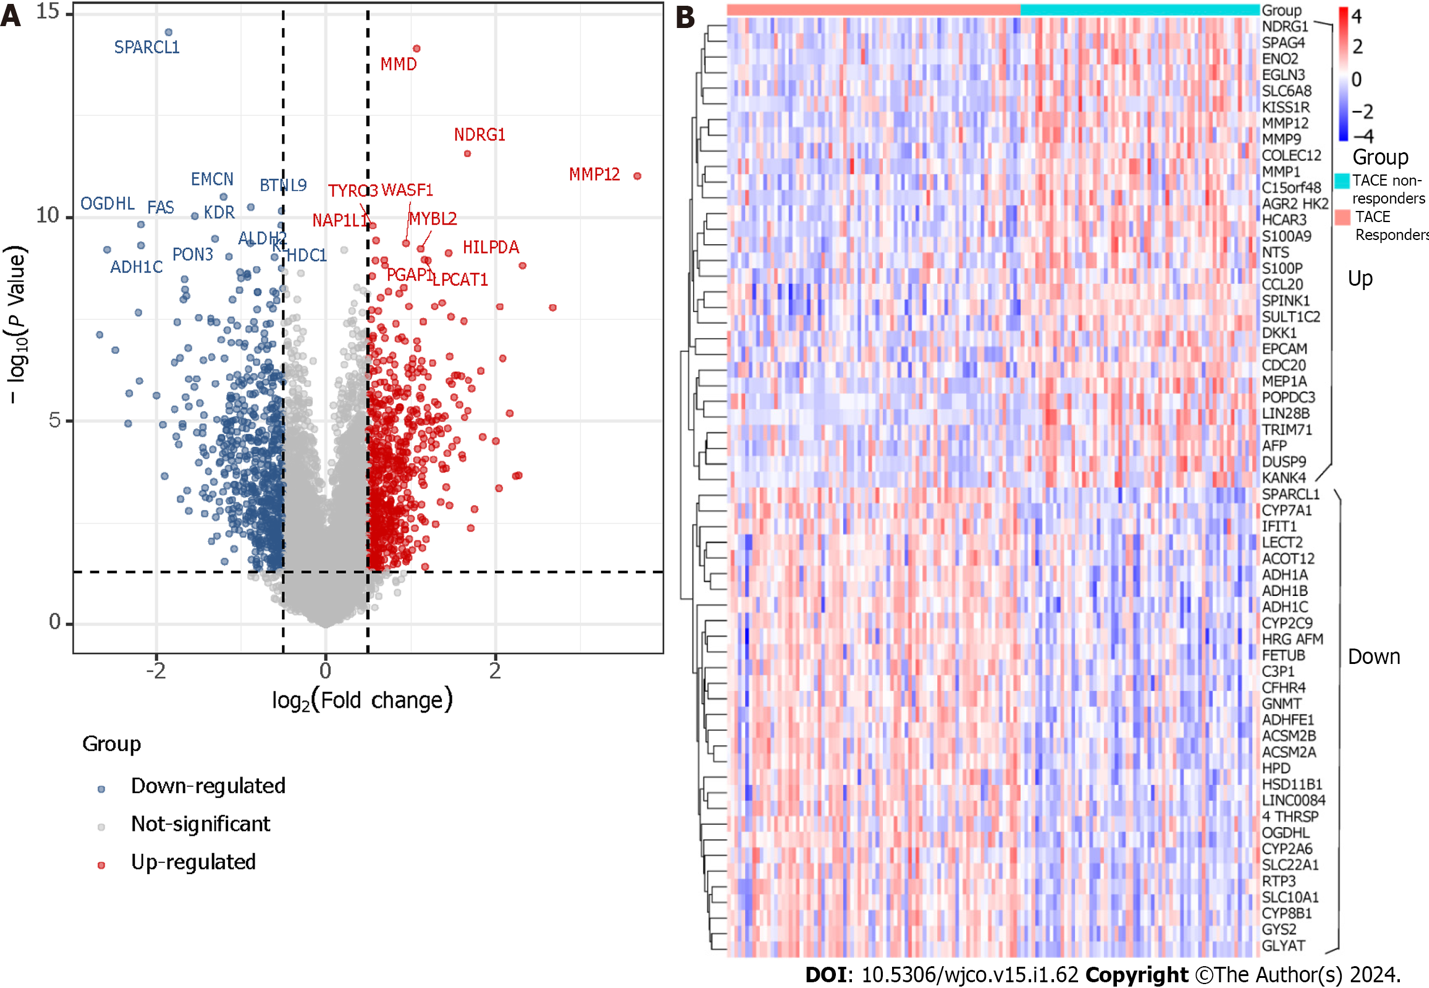 A
15
10
5
0
− log10(P Value)
SPARCL1
MMD
NDRG1
MMP12
EMCN
BTNL9
TYRO3
WASF1
OGDHL
FAS
KDR
NAP1L1
MYBL2
ALDH2
HILPDA
PON3
KHDC1
ADH1C
PGAP1
LPCAT1
-2
0
2
log2(Fold change)
Group
Down-regulated
Not-significant
Up-regulated
B
Group
NDRG1
SPAG4
ENO2
EGLN3
SLC6A8
KISS1R
MMP12
MMP9
COLEC12
MMP1
C15orf48
AGR2 HK2
HCAR3
S100A9
NTS
S100P
CCL20
SPINK1
SULT1C2
DKK1
EPCAM
CDC20
MEP1A
POPDC3
LIN28B
TRIM71
AFP
DUSP9
KANK4
SPARCL1
CYP7A1
IFIT1
LECT2
ACOT12
ADH1A
ADH1B
ADH1C
CYP2C9
HRG AFM
FETUB
C3P1
CFHR4
GNMT
ADHFE1
ACSM2B
ACSM2A
HPD
HSD11B1
LINC0084
4 THRSP
OGDHL
CYP2A6
SLC22A1
RTP3
SLC10A1
CYP8B1
GYS2
GLYAT
4
2
0
−2
−4
Group
TACE non-
responders
TACE
Responders
Up
Down
DOI: 10.5306/wjco.v15.i1.62 Copyright ©The Author(s) 2024.